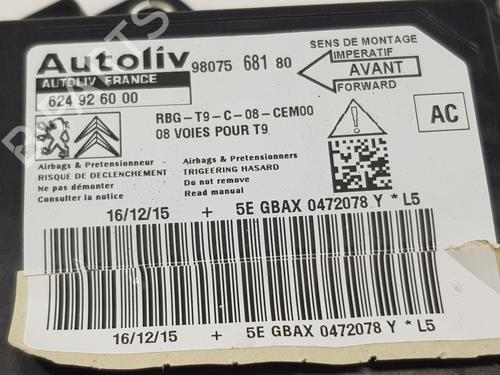 Autoliv
98075 681 80
SENS DE MONTAGE
IMPERATIF
AUTOLIV FRANCE
AVANT
624 92 60 00
FORWARD
RBG-T9-C-08-CEM00
08 VOIES POUR T9
AC
Airbags & Pretensionneur
RISQUE DE DECLENCHEMENT
Ne pas démonter
Consulter la notice
Airbags & Pretensionners
TRIGEERING HASARD
Do not remove
Read manual
16/12/15 + 5E GBAX 0472078 Y * L5
16/12/15 + 5E GBAX 0472078 Y * L5